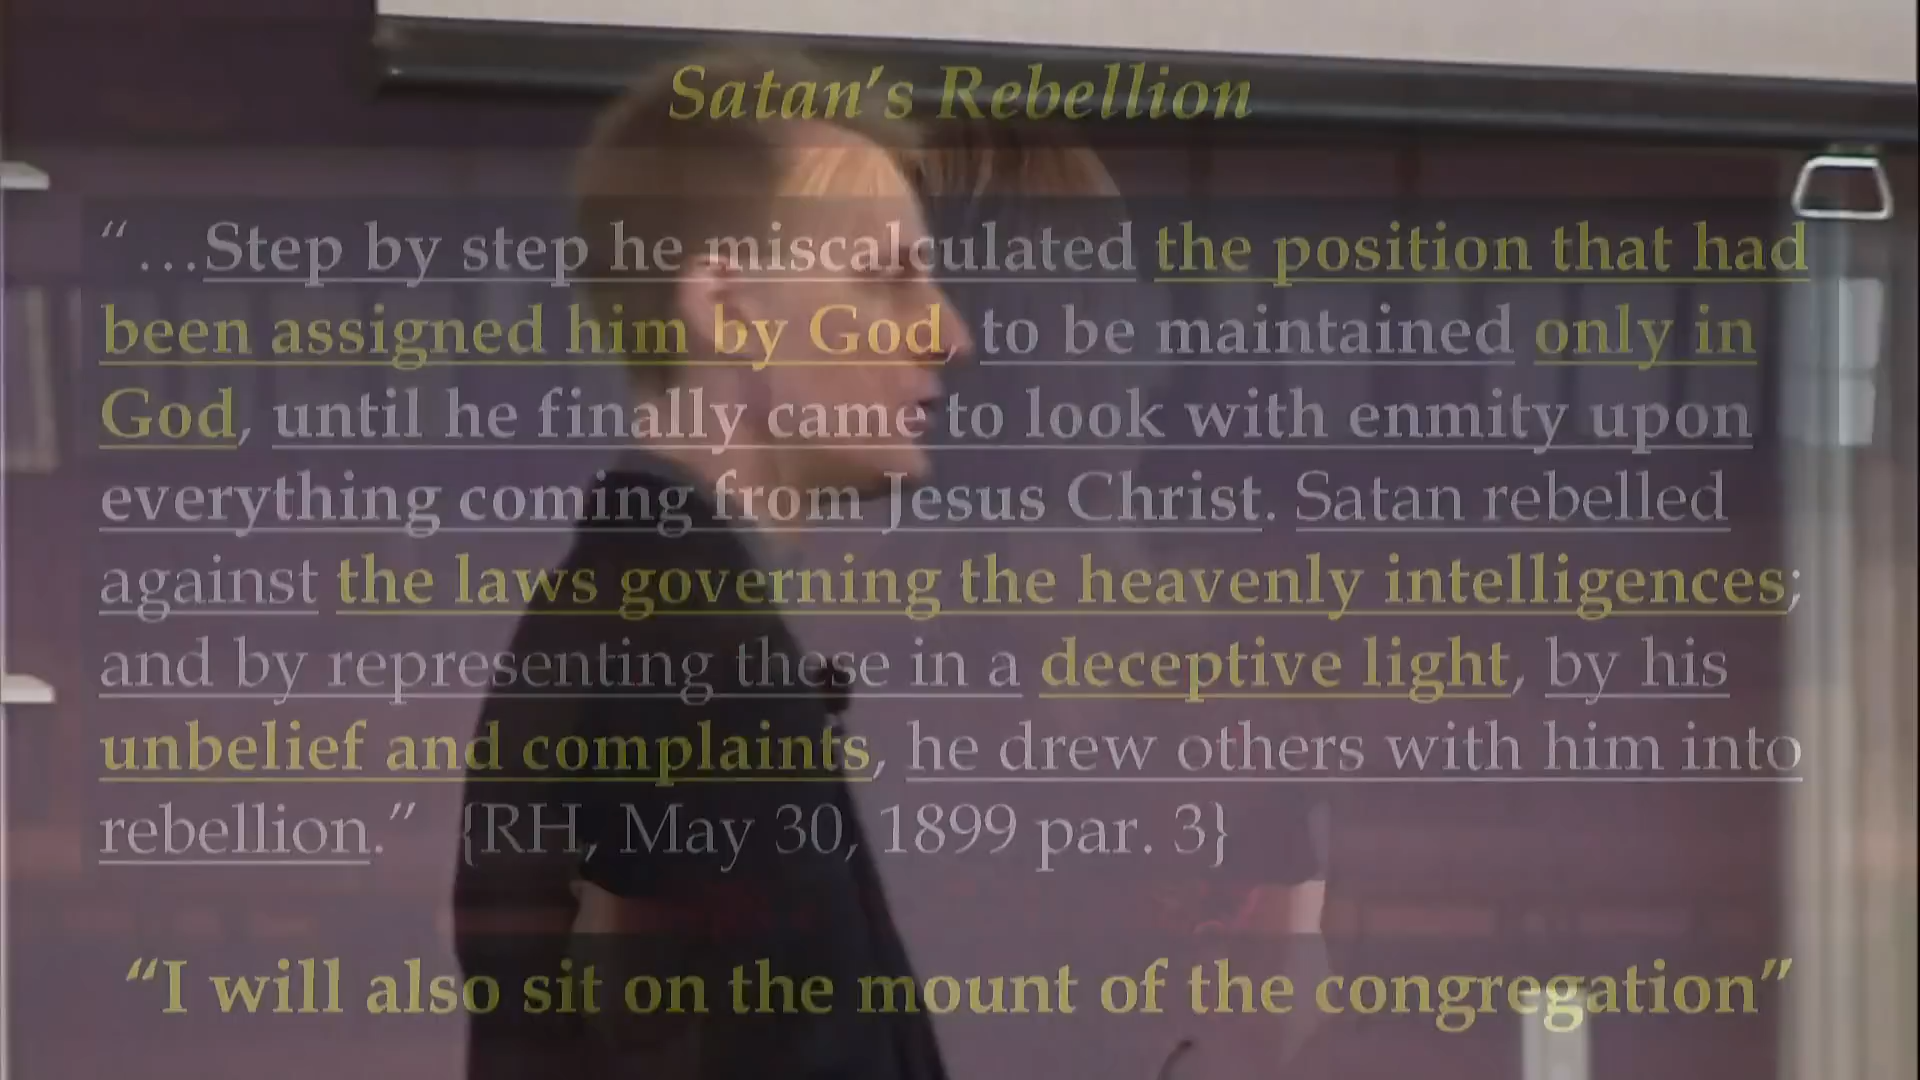 Satan's Rebellion
“…Step by step he miscalculated the position that had
been assigned him by God, to be maintained only in
God, until he finally came to look with enmity upon
everything coming from Jesus Christ. Satan rebelled
against the laws governing the heavenly intelligences;
and by representing these in a deceptive light, by his
unbelief and complaints, he drew others with him into
rebellion.” {RH, May 30, 1899 par. 3}
“I will also sit on the mount of the congregation”